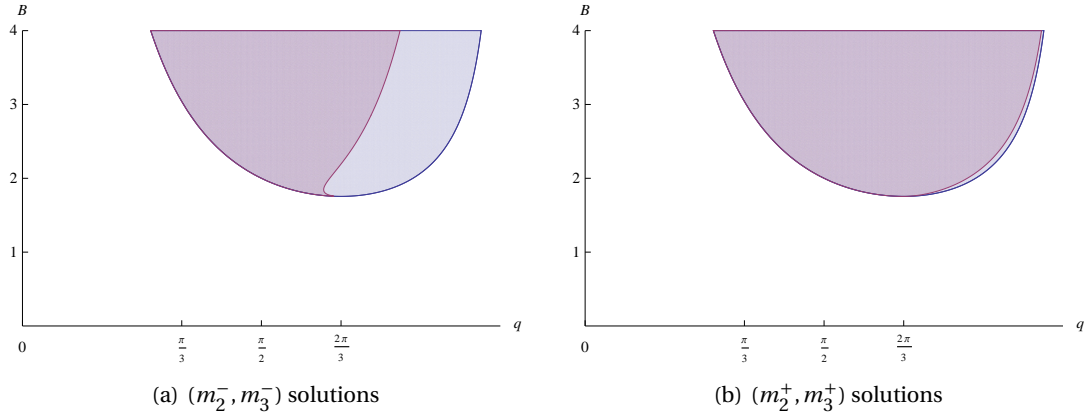 B
4
3
2
1
0
π/3
π/2
2π/3
q
(a) (m₂⁻, m₃⁻) solutions
B
4
3
2
1
0
π/3
π/2
2π/3
q
(b) (m₂⁺, m₃⁺) solutions